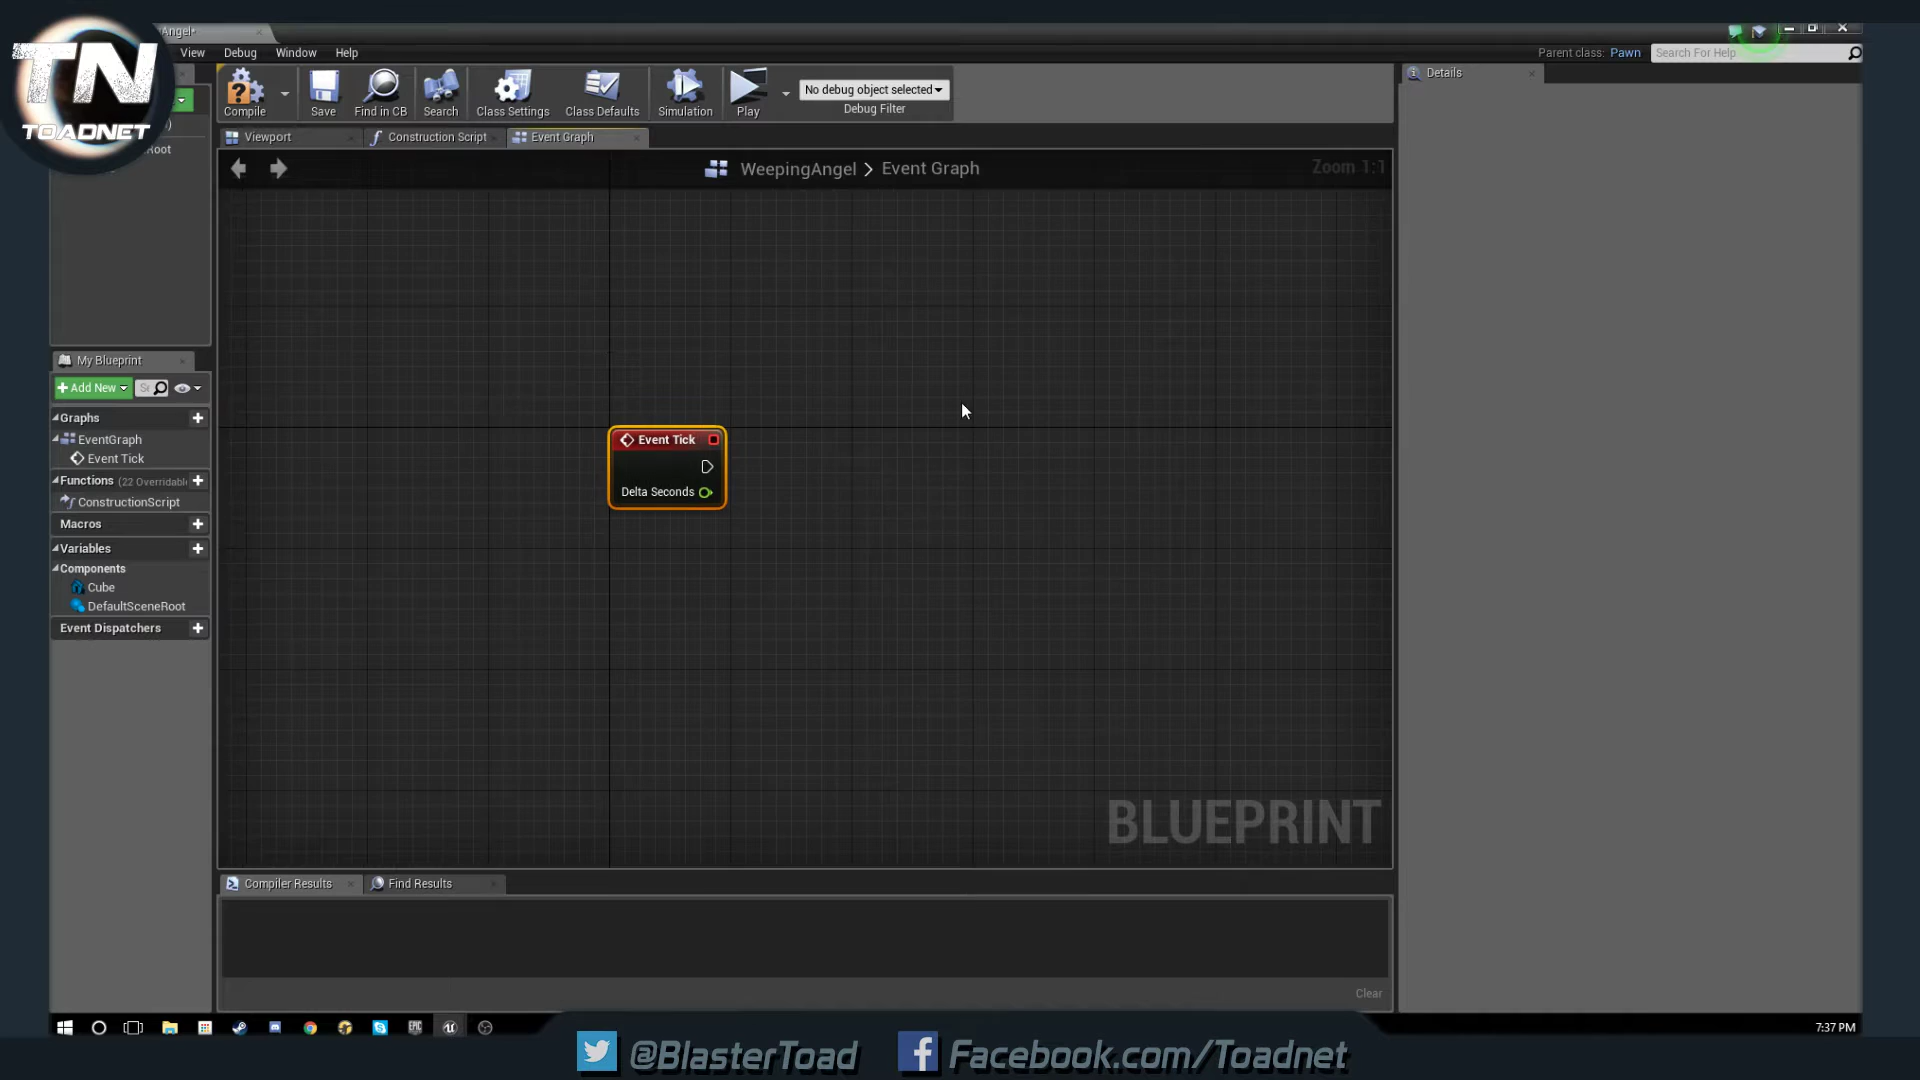 TN
TOADNET
Angel*
View Debug Window Help
Parent class: Pawn
Search For Help
Compile
Save
Find in CB
Search
Class Settings
Class Defaults
Simulation
Play
No debug object selected
Debug Filter
Details
Viewport
Construction Script
Event Graph
Root
WeepingAngel > Event Graph
Zoom 1:1
Event Tick
Delta Seconds
My Blueprint
+ Add New
Graphs
EventGraph
Event Tick
Functions (22 Overridabl
ConstructionScript
Macros
Variables
Components
Cube
DefaultSceneRoot
Event Dispatchers
BLUEPRINT
Compiler Results
Find Results
Clear
EPIC
7:37 PM
@BlasterToad
Facebook.com/Toadnet